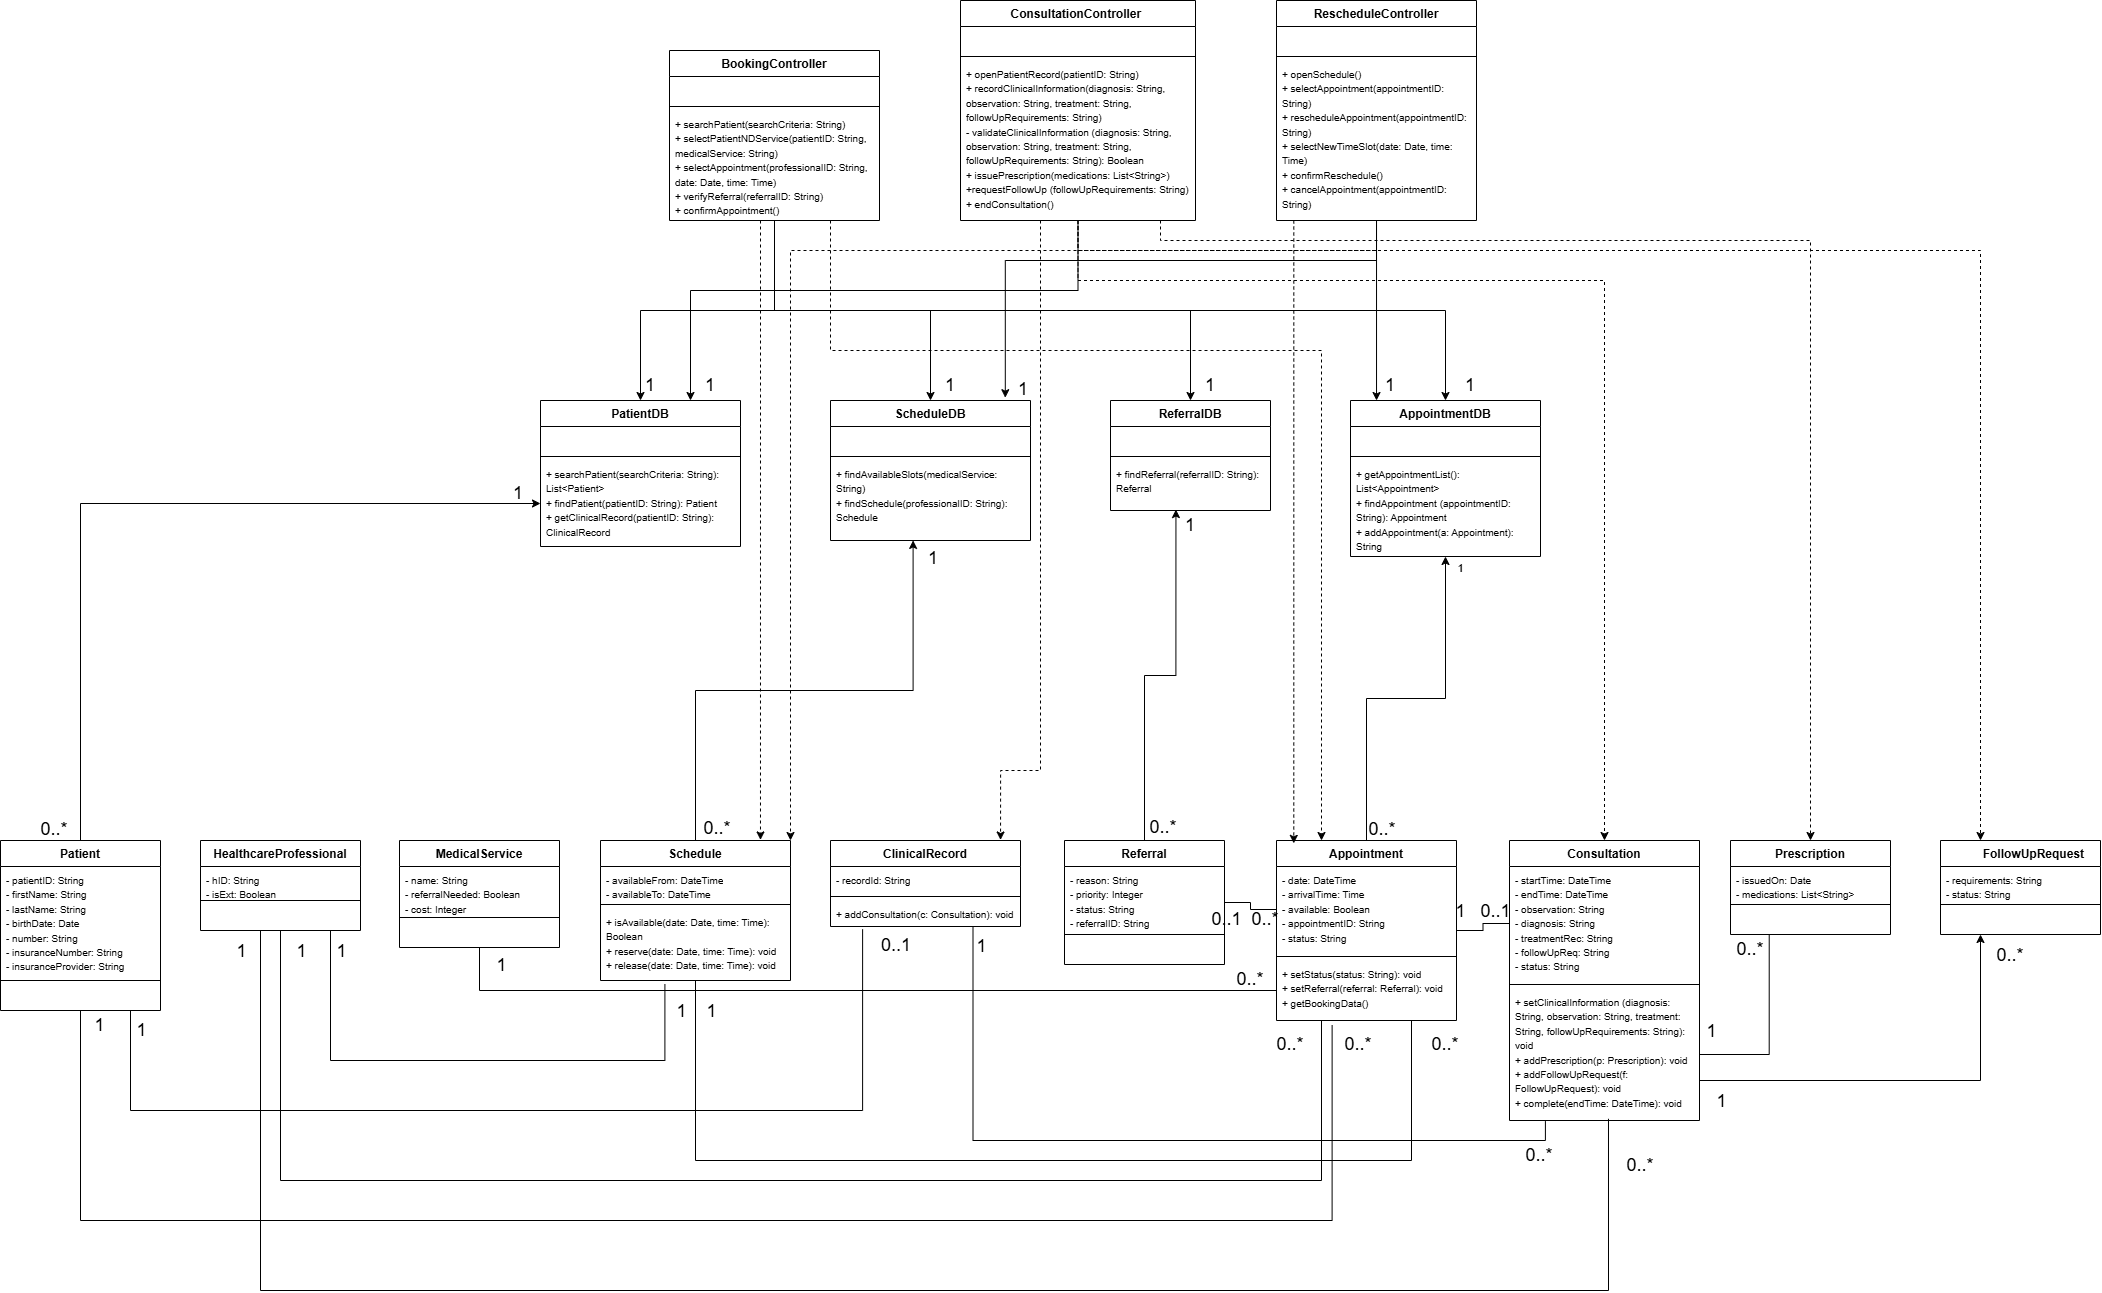 ConsultationController
+ openPatientRecord(patientID: String)
+ recordClinicalInformation(diagnosis: String,
observation: String, treatment: String,
followUpRequirements: String)
- validateClinicalInformation (diagnosis: String,
observation: String, treatment: String,
followUpRequirements: String): Boolean
+ issuePrescription(medications: List<String>)
+requestFollowUp (followUpRequirements: String)
+ endConsultation()
RescheduleController
+ openSchedule()
+ selectAppointment(appointmentID:
String)
+ rescheduleAppointment(appointmentID:
String)
+ selectNewTimeSlot(date: Date, time:
Time)
+ confirmReschedule()
+ cancelAppointment(appointmentID:
String)
BookingController
+ searchPatient(searchCriteria: String)
+ selectPatientNDService(patientID: String,
medicalService: String)
+ selectAppointment(professionalID: String,
date: Date, time: Time)
+ verifyReferral(referralID: String)
+ confirmAppointment()
1
1
1
1
1
1
1
PatientDB
+ searchPatient(searchCriteria: String):
List<Patient>
+ findPatient(patientID: String): Patient
+ getClinicalRecord(patientID: String):
ClinicalRecord
1
ScheduleDB
+ findAvailableSlots(medicalService:
String)
+ findSchedule(professionalID: String):
Schedule
1
ReferralDB
+ findReferral(referralID: String):
Referral
1
AppointmentDB
+ getAppointmentList():
List<Appointment>
+ findAppointment (appointmentID:
String): Appointment
+ addAppointment(a: Appointment):
String
1
0..*
0..*
0..*
0..*
Patient
- patientID: String
- firstName: String
- lastName: String
- birthDate: Date
- number: String
- insuranceNumber: String
- insuranceProvider: String
1
1
HealthcareProfessional
- hID: String
- isExt: Boolean
1
1
1
MedicalService
- name: String
- referralNeeded: Boolean
- cost: Integer
1
Schedule
- availableFrom: DateTime
- availableTo: DateTime
+ isAvailable(date: Date, time: Time):
Boolean
+ reserve(date: Date, time: Time): void
+ release(date: Date, time: Time): void
1
1
ClinicalRecord
- recordId: String
+ addConsultation(c: Consultation): void
0..1
1
Referral
- reason: String
- priority: Integer
- status: String
- referralID: String
0..1
0..*
0..*
Appointment
- date: DateTime
- arrivalTime: Time
- available: Boolean
- appointmentID: String
- status: String
+ setStatus(status: String): void
+ setReferral(referral: Referral): void
+ getBookingData()
0..*
0..*
0..*
1
0..1
Consultation
- startTime: DateTime
- endTime: DateTime
- observation: String
- diagnosis: String
- treatmentRec: String
- followUpReq: String
- status: String
+ setClinicalInformation (diagnosis:
String, observation: String, treatment:
String, followUpRequirements: String):
void
+ addPrescription(p: Prescription): void
+ addFollowUpRequest(f:
FollowUpRequest): void
+ complete(endTime: DateTime): void
1
1
0..*
0..*
Prescription
- issuedOn: Date
- medications: List<String>
0..*
FollowUpRequest
- requirements: String
- status: String
0..*